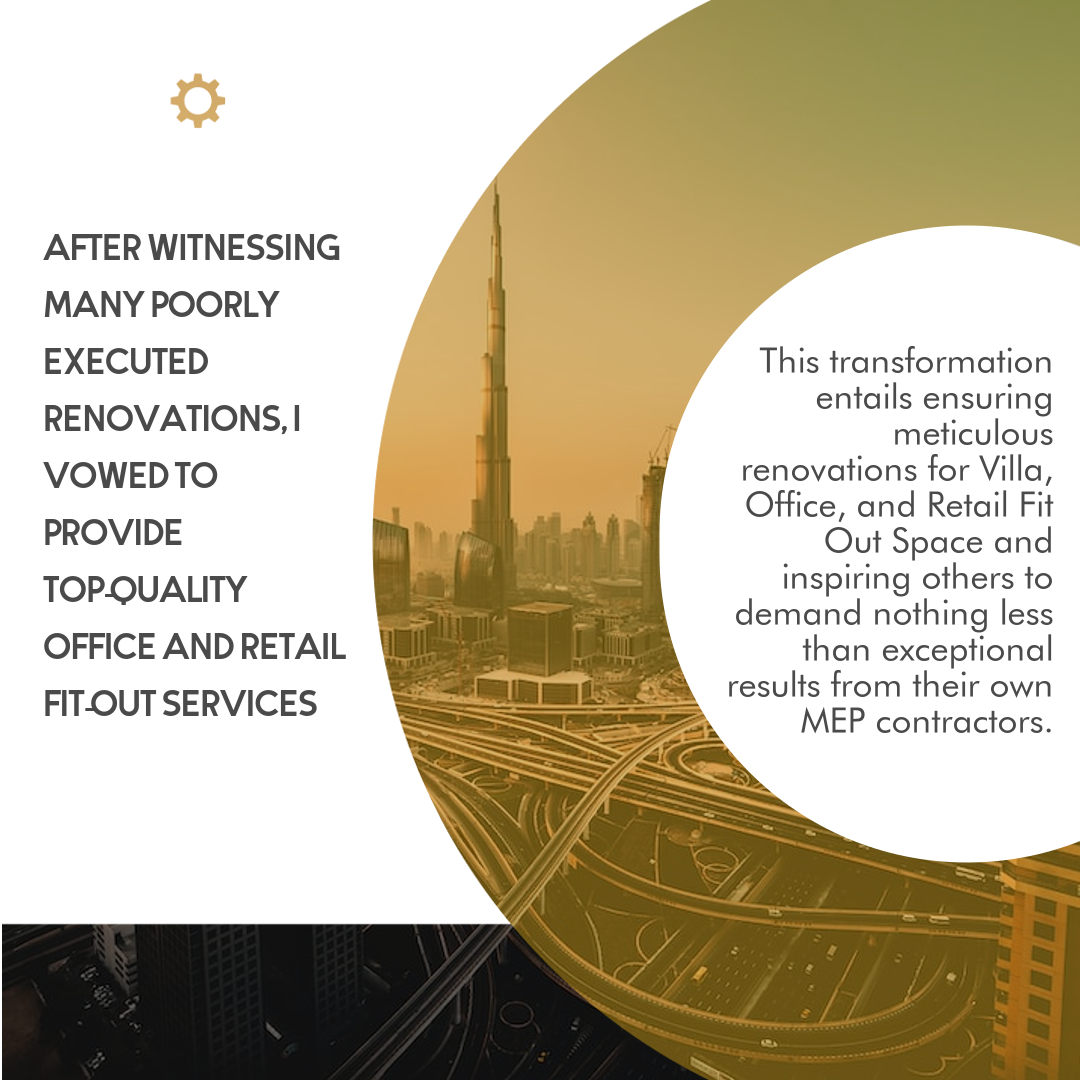 AFTER WITNESSING
MANY POORLY
EXECUTED
RENOVATIONS, I
VOWED TO
PROVIDE
TOP-QUALITY
OFFICE AND RETAIL
FIT-OUT SERVICES
This transformation
entails ensuring
meticulous
renovations for Villa,
Office, and Retail Fit
Out Space and
inspiring others to
demand nothing less
than exceptional
results from their own
MEP contractors.